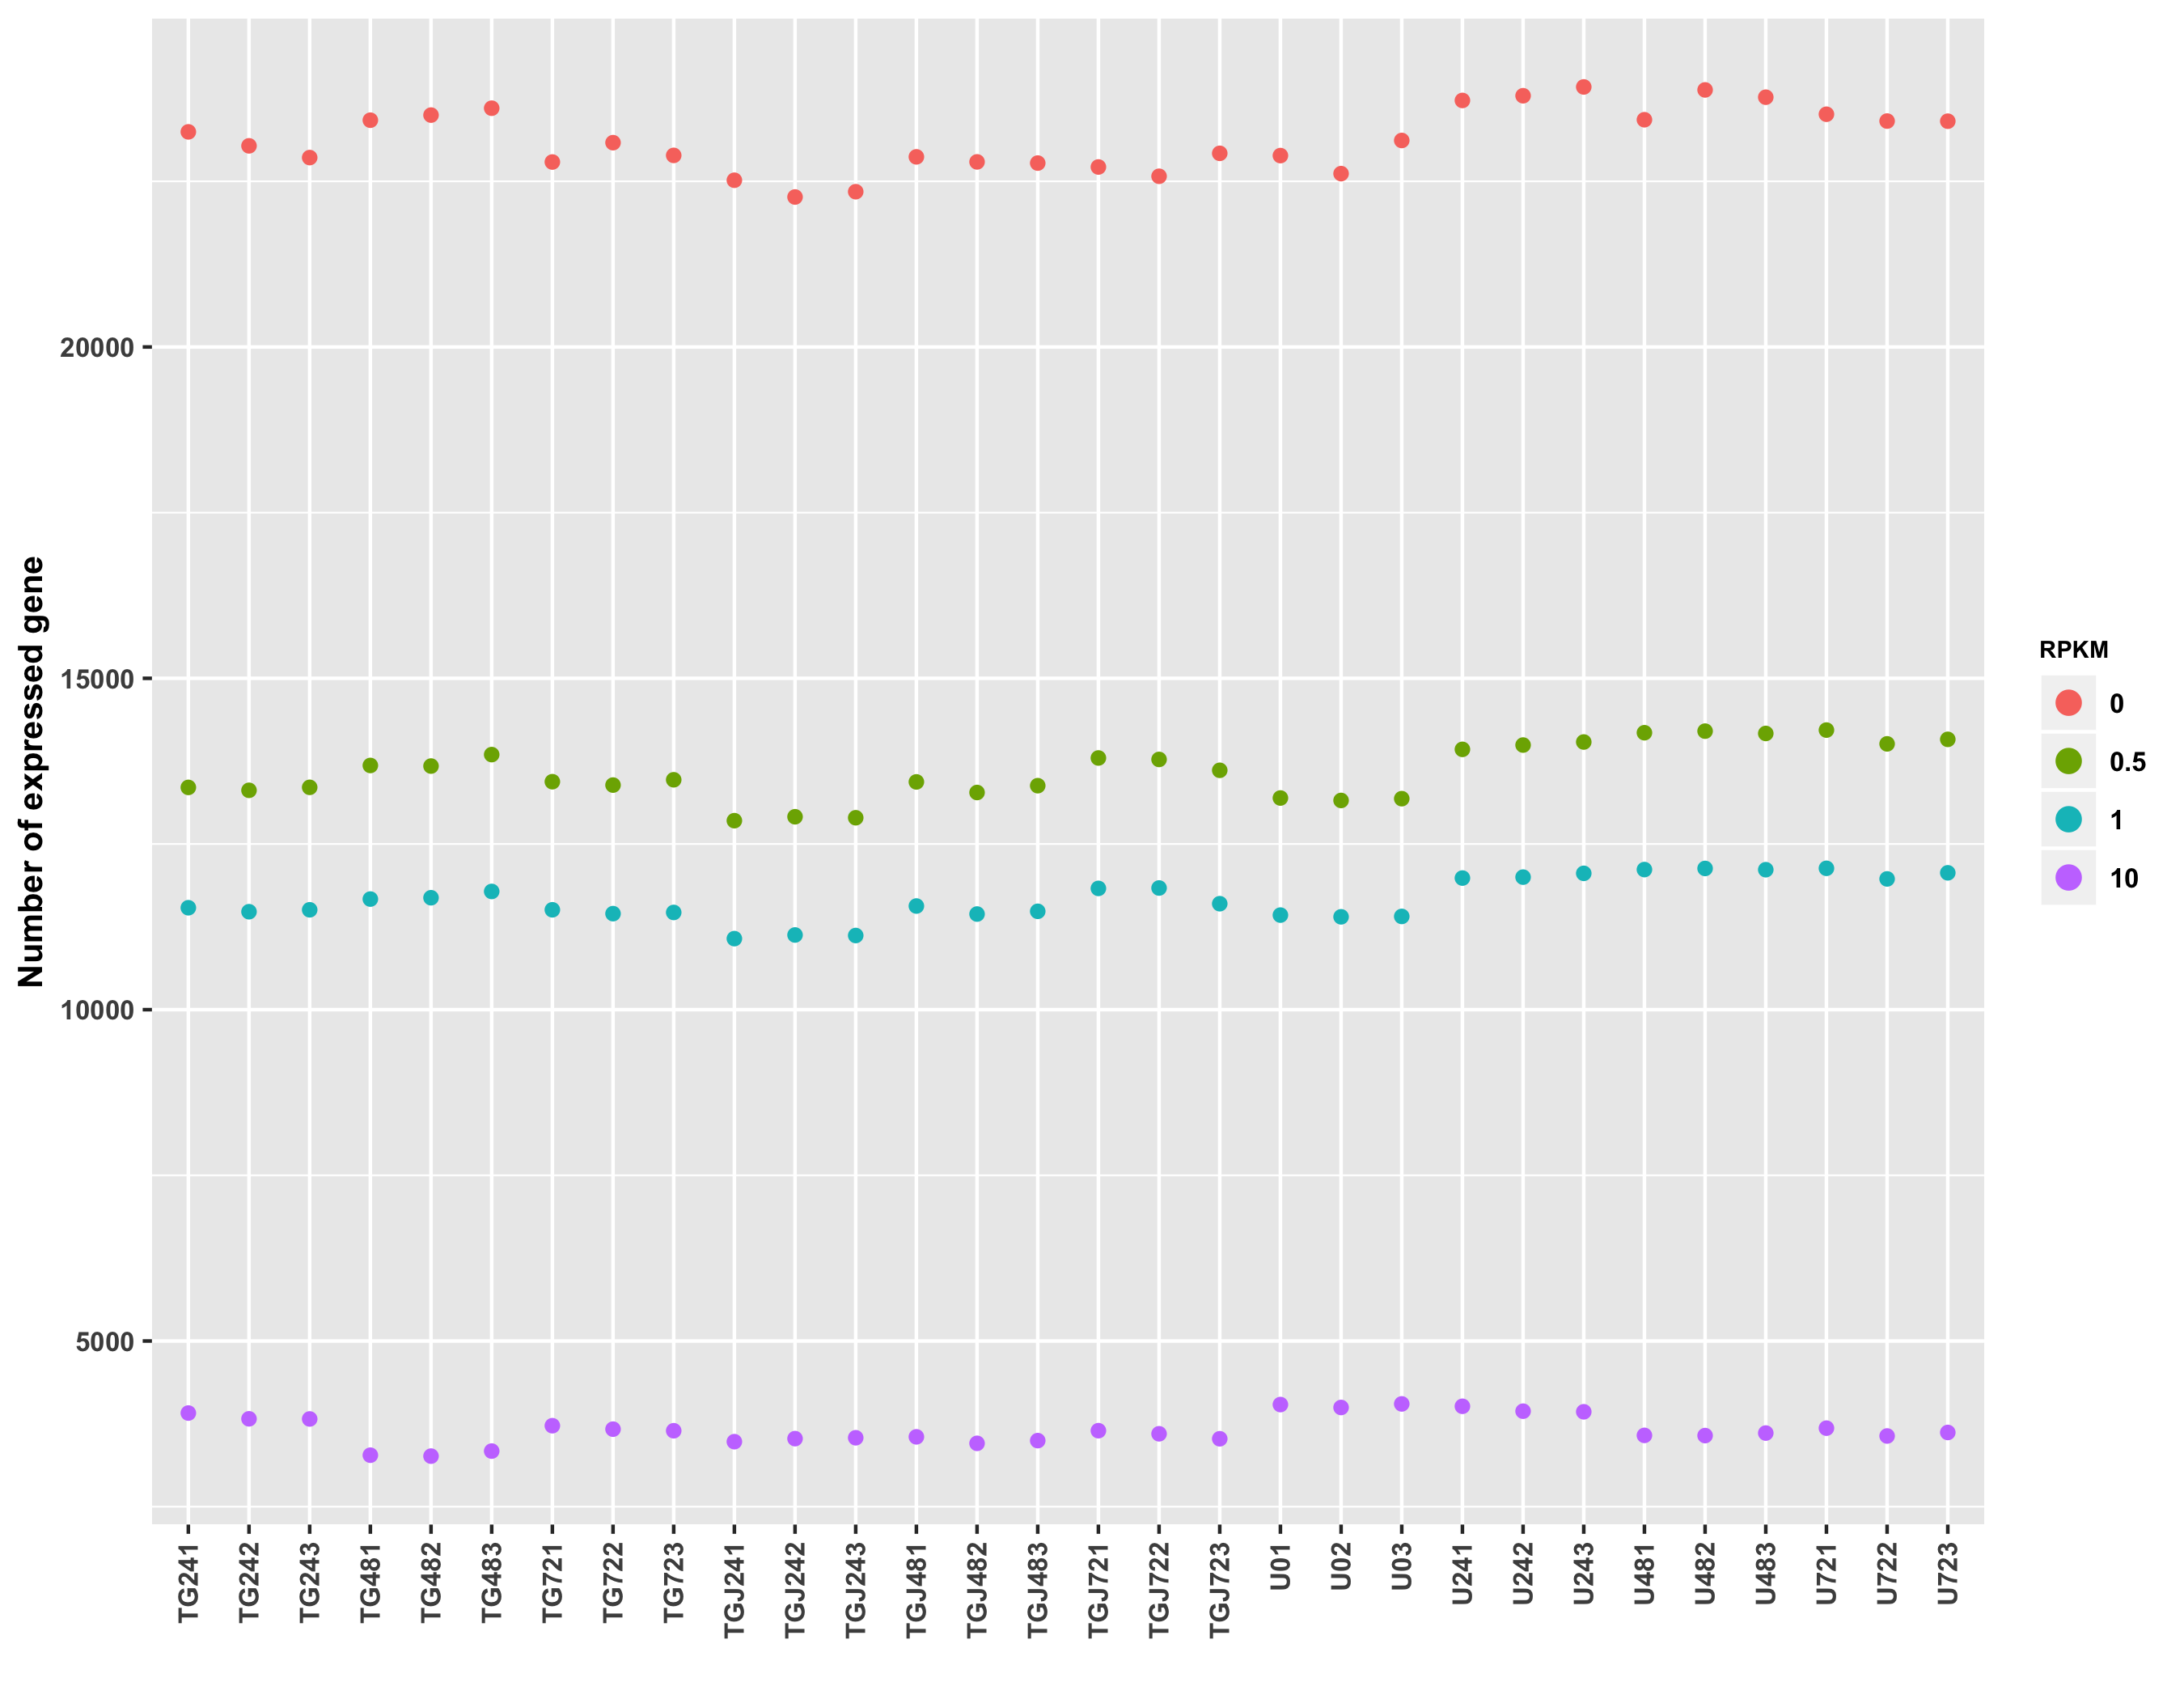 Number of expressed gene
20000
15000
10000
5000
TG241
TG242
TG243
TG481
TG482
TG483
TG721
TG722
TG723
TGJ241
TGJ242
TGJ243
TGJ481
TGJ482
TGJ483
TGJ721
TGJ722
TGJ723
U01
U02
U03
U241
U242
U243
U481
U482
U483
U721
U722
U723
RPKM
0
0.5
1
10